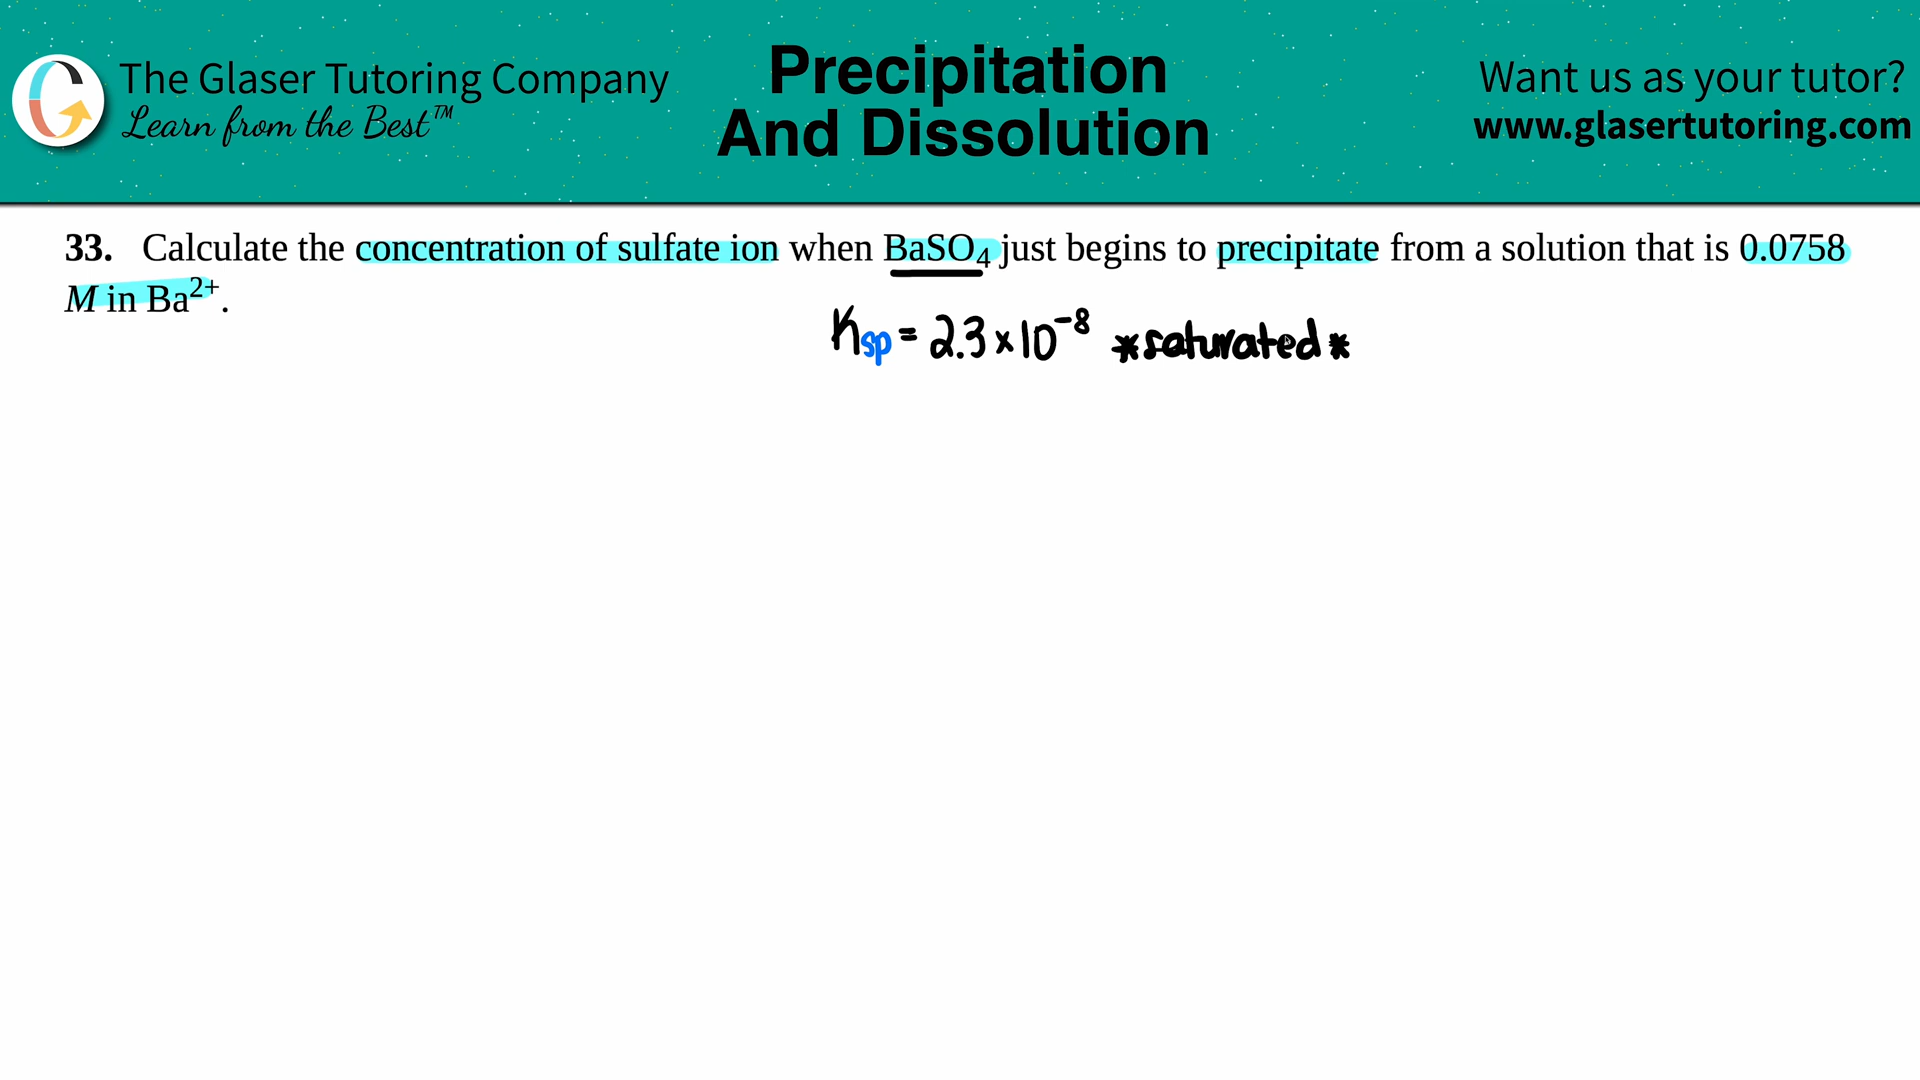 The Glaser Tutoring Company
Learn from the Best™
Precipitation
And Dissolution
Want us as your tutor?
www.glasertutoring.com
33. Calculate the concentration of sulfate ion when BaSO₄ just begins to precipitate from a solution that is 0.0758
M in Ba²⁺.
Ksp = 2.3 × 10⁻⁸ *saturated*